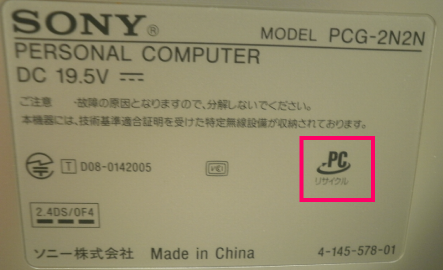 SONY® MODEL PCG-2N2N
PERSONAL COMPUTER
DC 19.5V
ご注意 ・故障の原因となりますので、分解しないでください。
本機器には、技術基準適合証明を受けた特定無線設備が収納されております。
T D08-0142005
PC
リサイクル
2.4DS/OF4
ソニー株式会社 Made in China 4-145-578-01